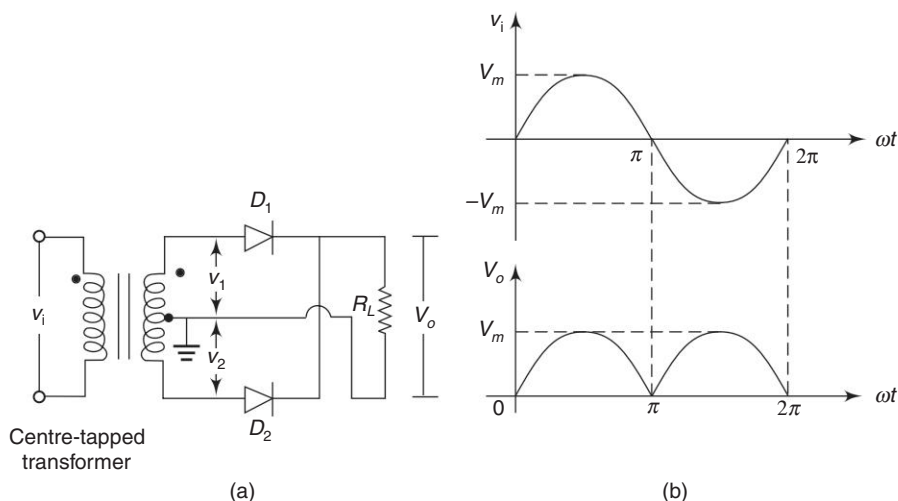 D₁
v₁
vᵢ
R_L
Vₒ
v₂
D₂
Centre-tapped
transformer
(a)
vᵢ
Vₘ
π
2π
ωt
–Vₘ
Vₒ
Vₘ
0
π
2π
ωt
(b)